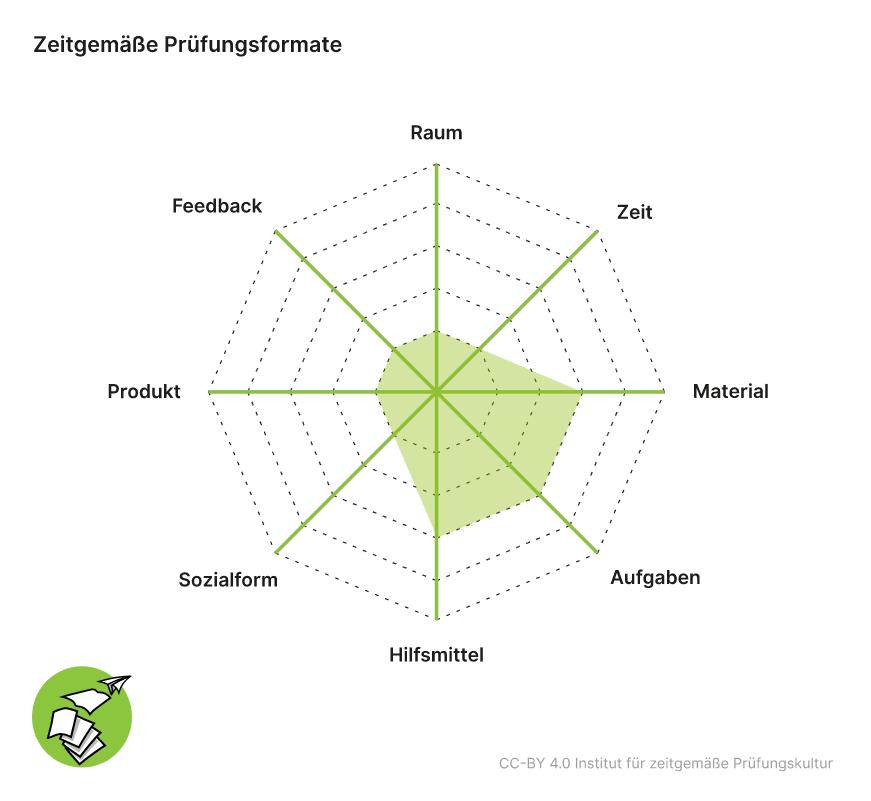 Zeitgemäße Prüfungsformate
Raum
Feedback
Zeit
Produkt
Material
Sozialform
Aufgaben
Hilfsmittel
CC-BY 4.0 Institut für zeitgemäße Prüfungskultur